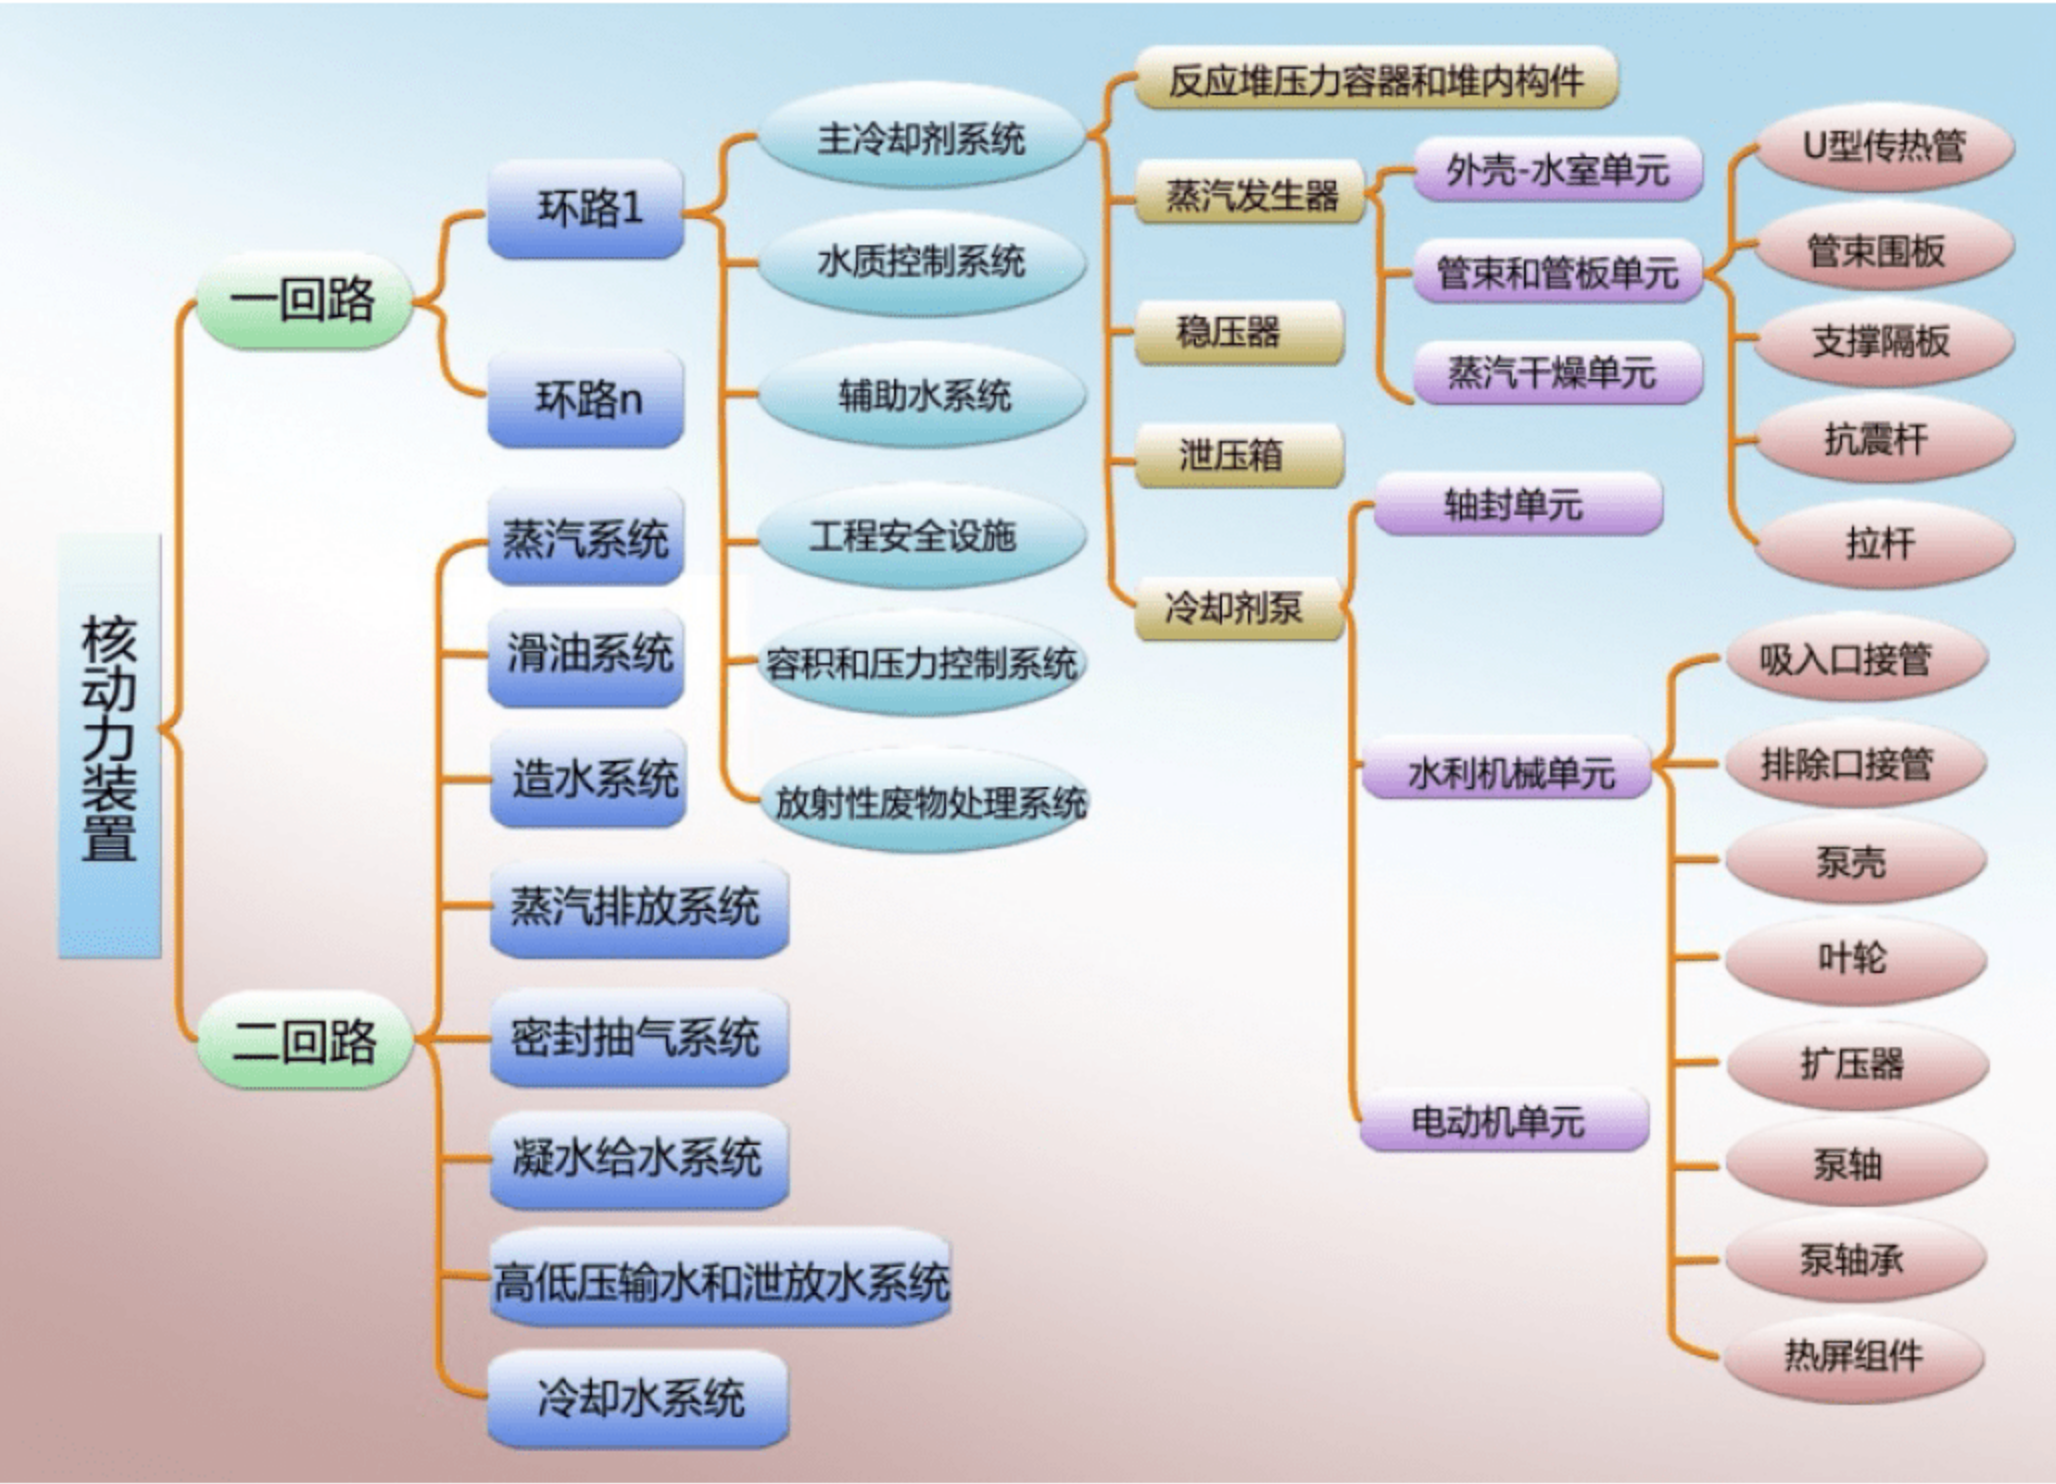 核动力装置
一回路
环路1
主冷却剂系统
反应堆压力容器和堆内构件
蒸汽发生器
外壳-水室单元
管束和管板单元
U型传热管
管束围板
支撑隔板
抗震杆
拉杆
蒸汽干燥单元
稳压器
泄压箱
冷却剂泵
轴封单元
水利机械单元
吸入口接管
排除口接管
泵壳
叶轮
扩压器
泵轴
泵轴承
热屏组件
电动机单元
水质控制系统
辅助水系统
工程安全设施
容积和压力控制系统
放射性废物处理系统
环路n
二回路
蒸汽系统
滑油系统
造水系统
蒸汽排放系统
密封抽气系统
凝水给水系统
高低压输水和泄放水系统
冷却水系统